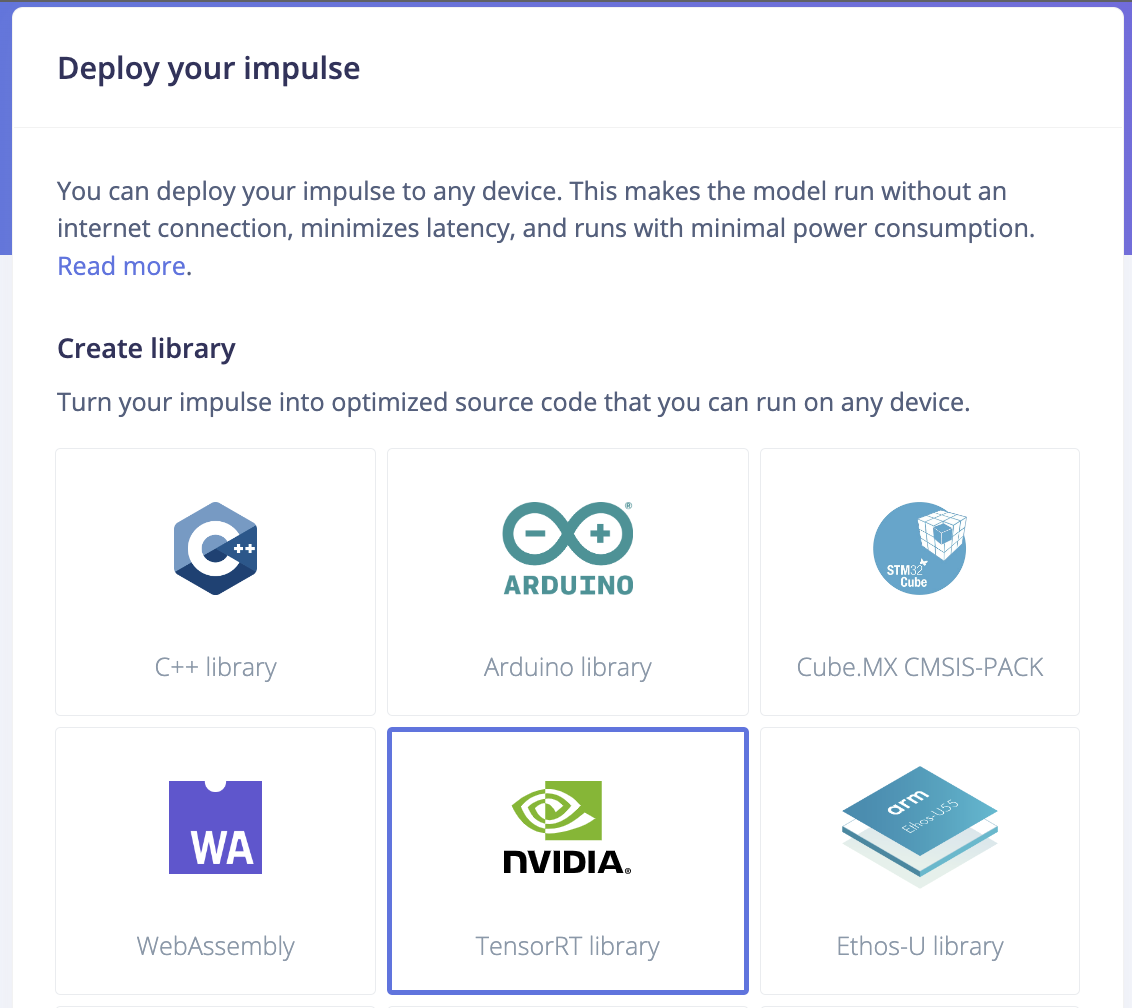 Deploy your impulse
You can deploy your impulse to any device. This makes the model run without an
internet connection, minimizes latency, and runs with minimal power consumption.
Read more.
Create library
Turn your impulse into optimized source code that you can run on any device.
C++
ARDUINO®
STM32
Cube
C++ library
Arduino library
Cube.MX CMSIS-PACK
WA
NVIDIA®
arm
Ethos-U55
WebAssembly
TensorRT library
Ethos-U library